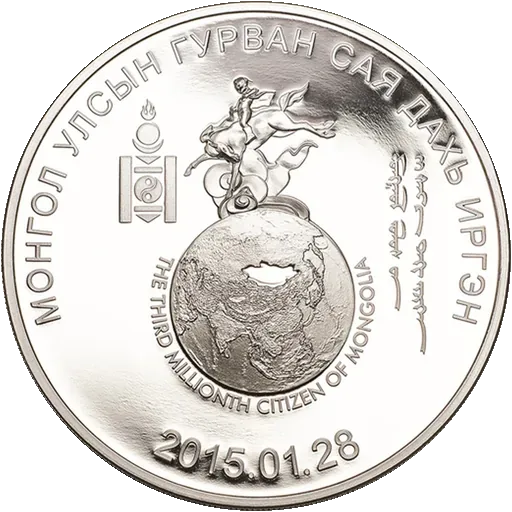 МОНГОЛ УЛСЫН ГУРВАН САЯ ДАХЬ ИРГЭН
THE THIRD MILLIONTH CITIZEN OF MONGOLIA
2015.01.28